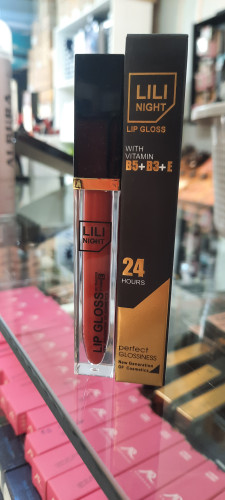 LILI
NIGHT
LIP GLOSS
WITH
VITAMIN
B5+B3+E
24
HOURS
perfect
GLOSSINESS
New Generation
Of Cosmetics
LILI
NIGHT
LIP GLOSS